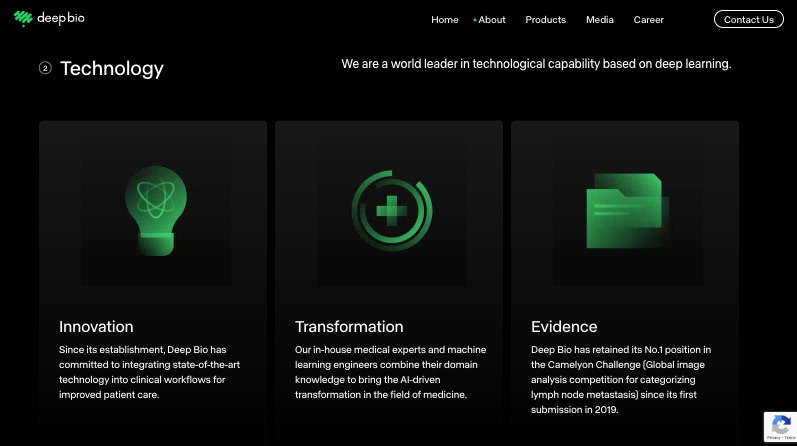 deepbio
Home
About
Products
Media
Career
Contact Us
2
Technology
We are a world leader in technological capability based on deep learning.
Innovation
Since its establishment, Deep Bio has
committed to integrating state-of-the-art
technology into clinical workflows for
improved patient care.
Transformation
Our in-house medical experts and machine
learning engineers combine their domain
knowledge to bring the AI-driven
transformation in the field of medicine.
Evidence
Deep Bio has retained its No.1 position in
the Camelyon Challenge (Global image
analysis competition for categorizing
lymph node metastasis) since its first
submission in 2019.
Privacy - Terms